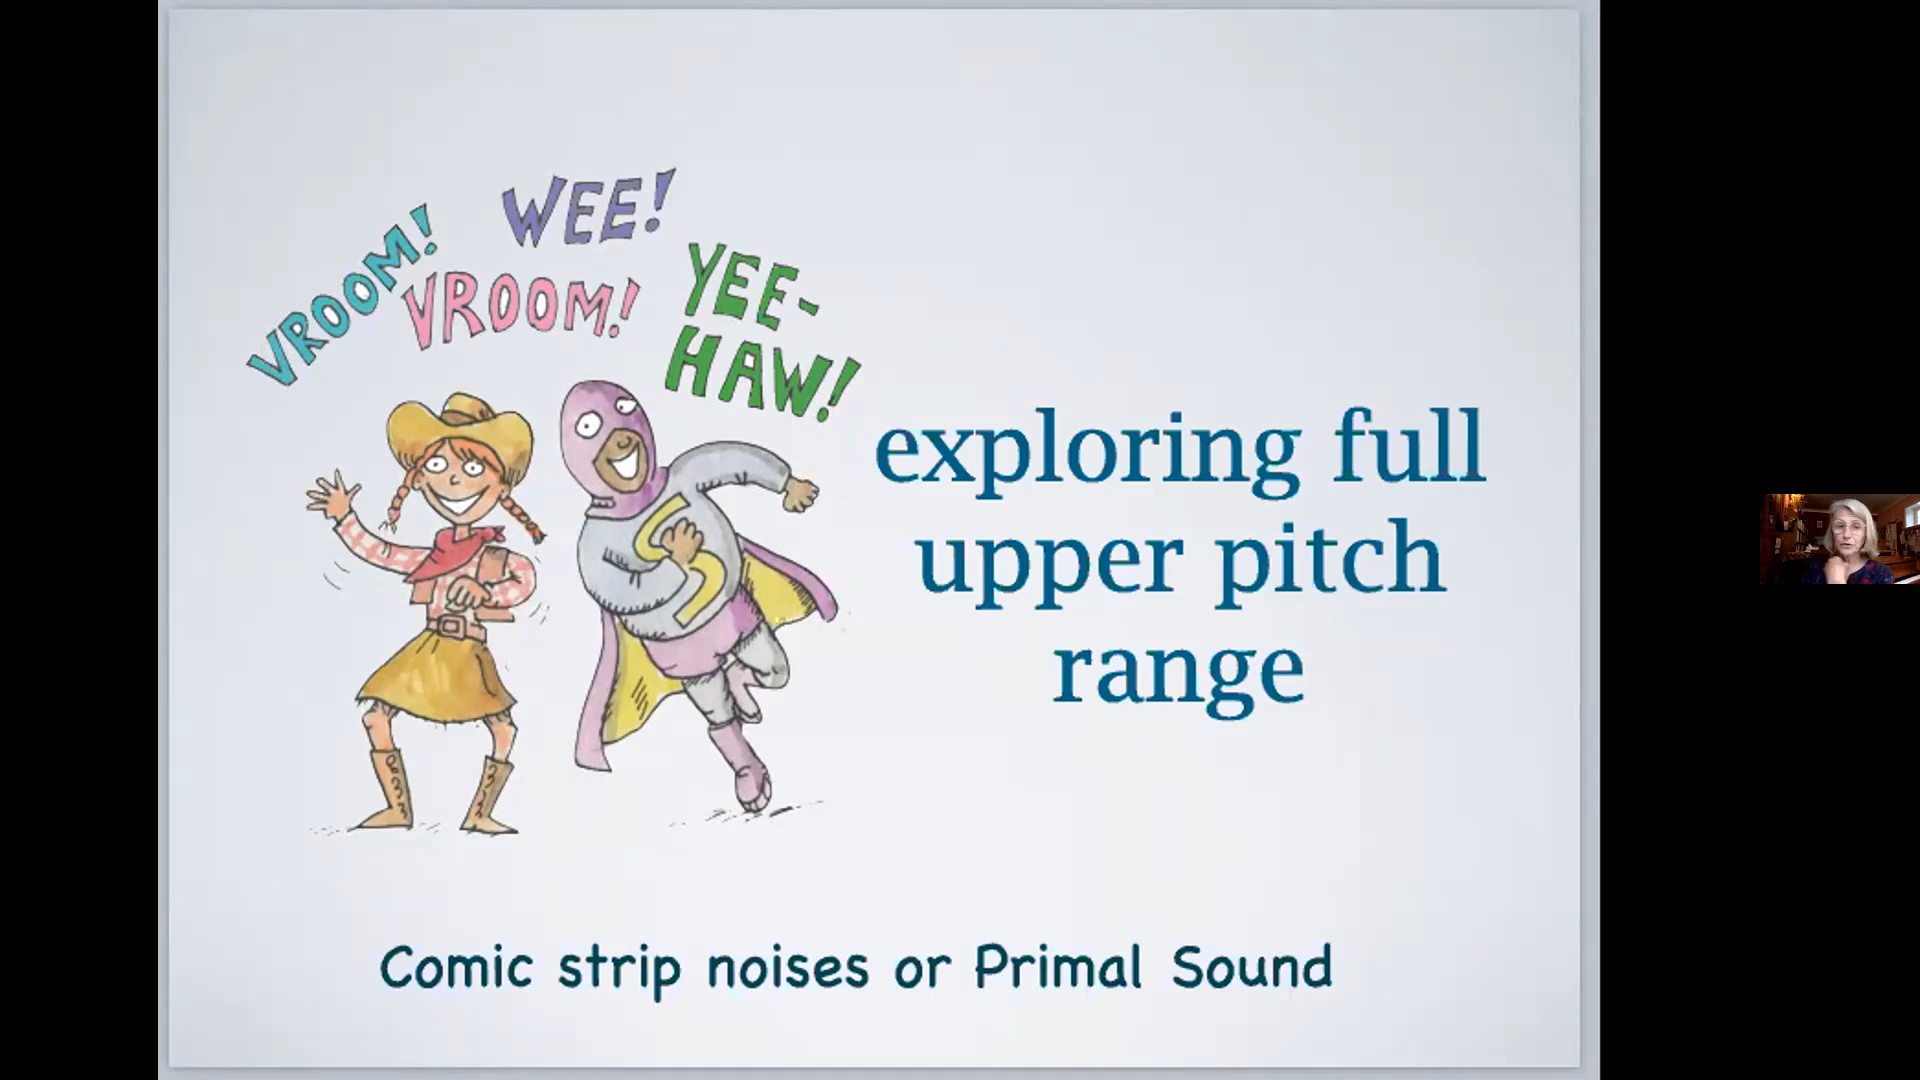 WEE!
VROOM!
VROOM!
YEE-
HAW!
S
exploring full
upper pitch
range
Comic strip noises or Primal Sound